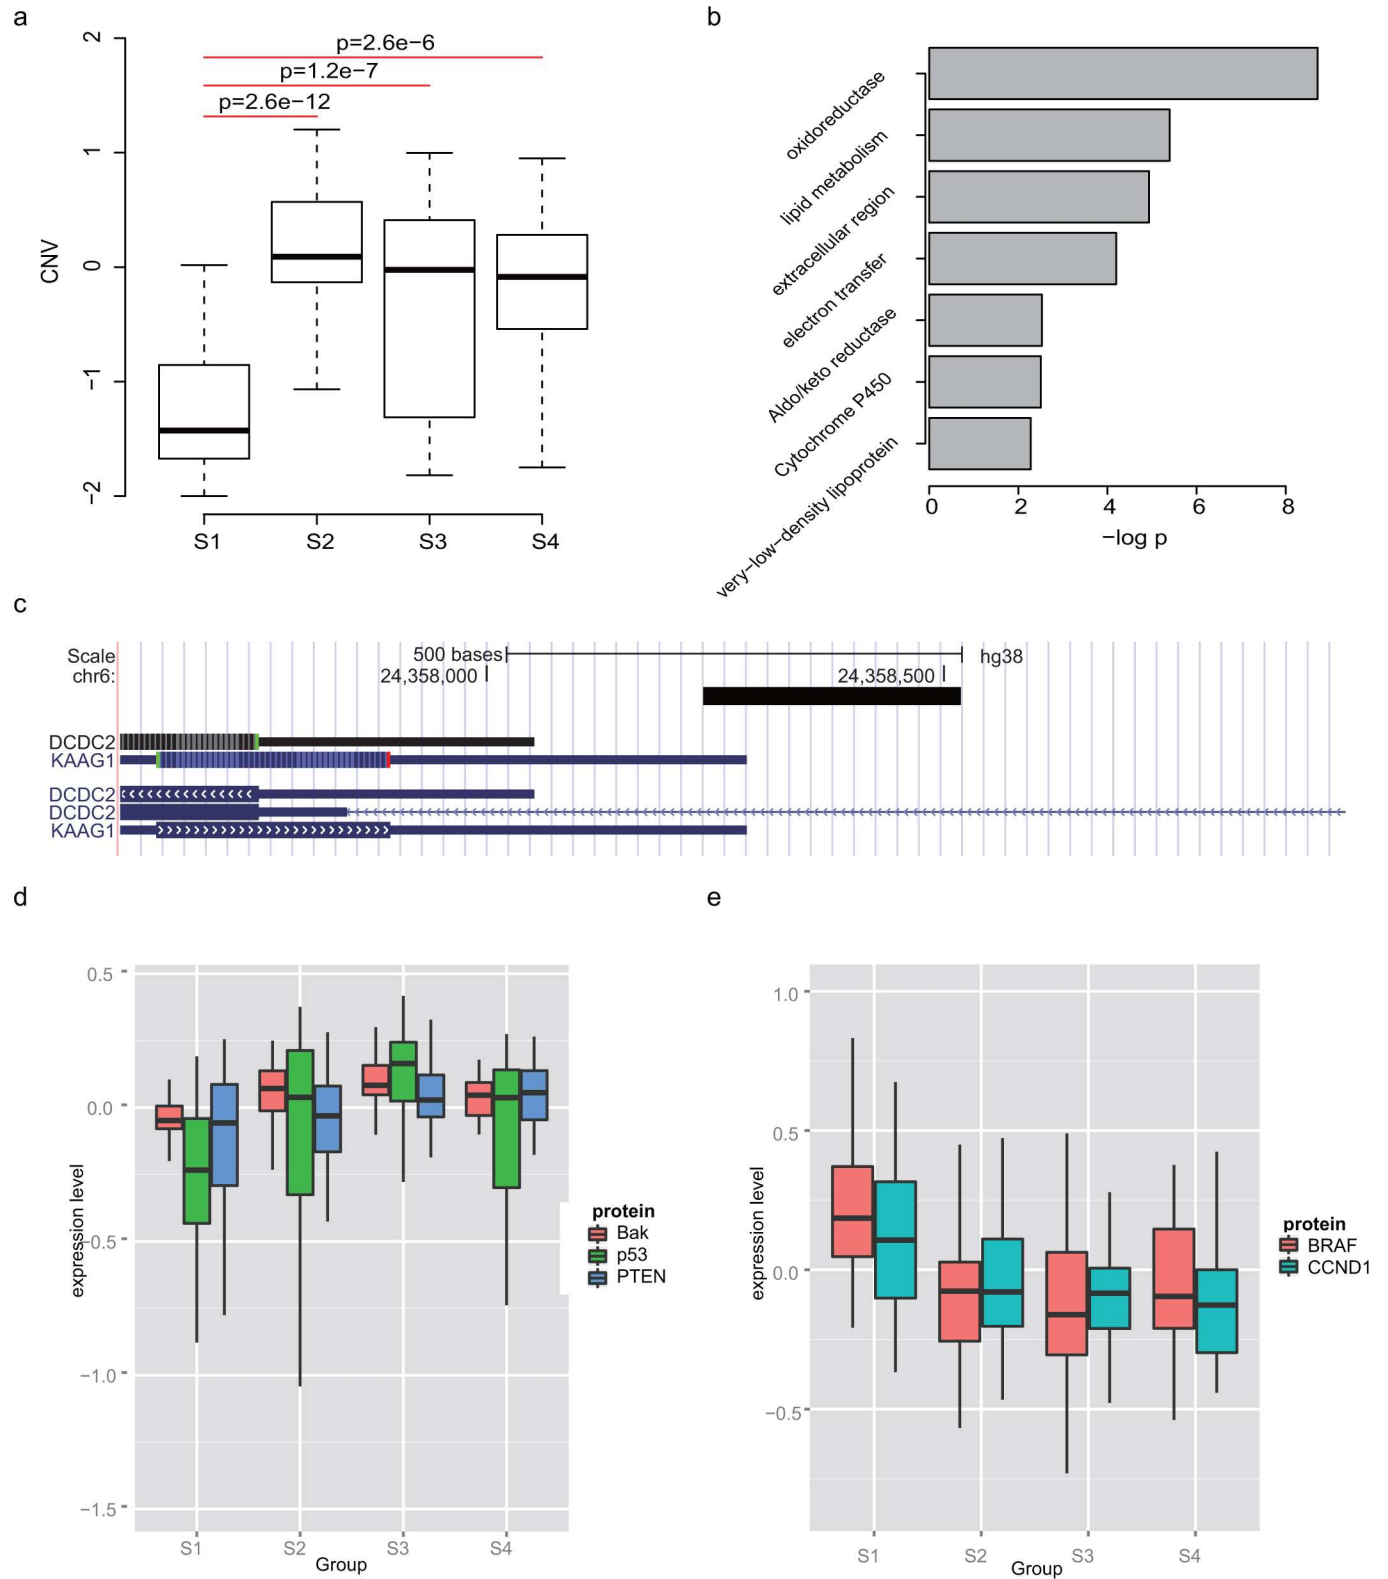 a
2
1
0
−1
−2
CNV
p=2.6e−6
p=1.2e−7
p=2.6e−12
S1 S2 S3 S4
b
oxidoreductase
lipid metabolism
extracellular region
electron transfer
Aldo/keto reductase
Cytochrome P450
very−low−density lipoprotein
0 2 4 6 8
−log p
c
Scale 500 bases hg38
chr6: 24,358,000 24,358,500
DCDC2
KAAG1
DCDC2
DCDC2
KAAG1
d
0.5
0.0
−0.5
−1.0
−1.5
expression level
S1 S2 S3 S4
Group
protein
Bak
p53
PTEN
e
1.0
0.5
0.0
−0.5
expression level
S1 S2 S3 S4
Group
protein
BRAF
CCND1